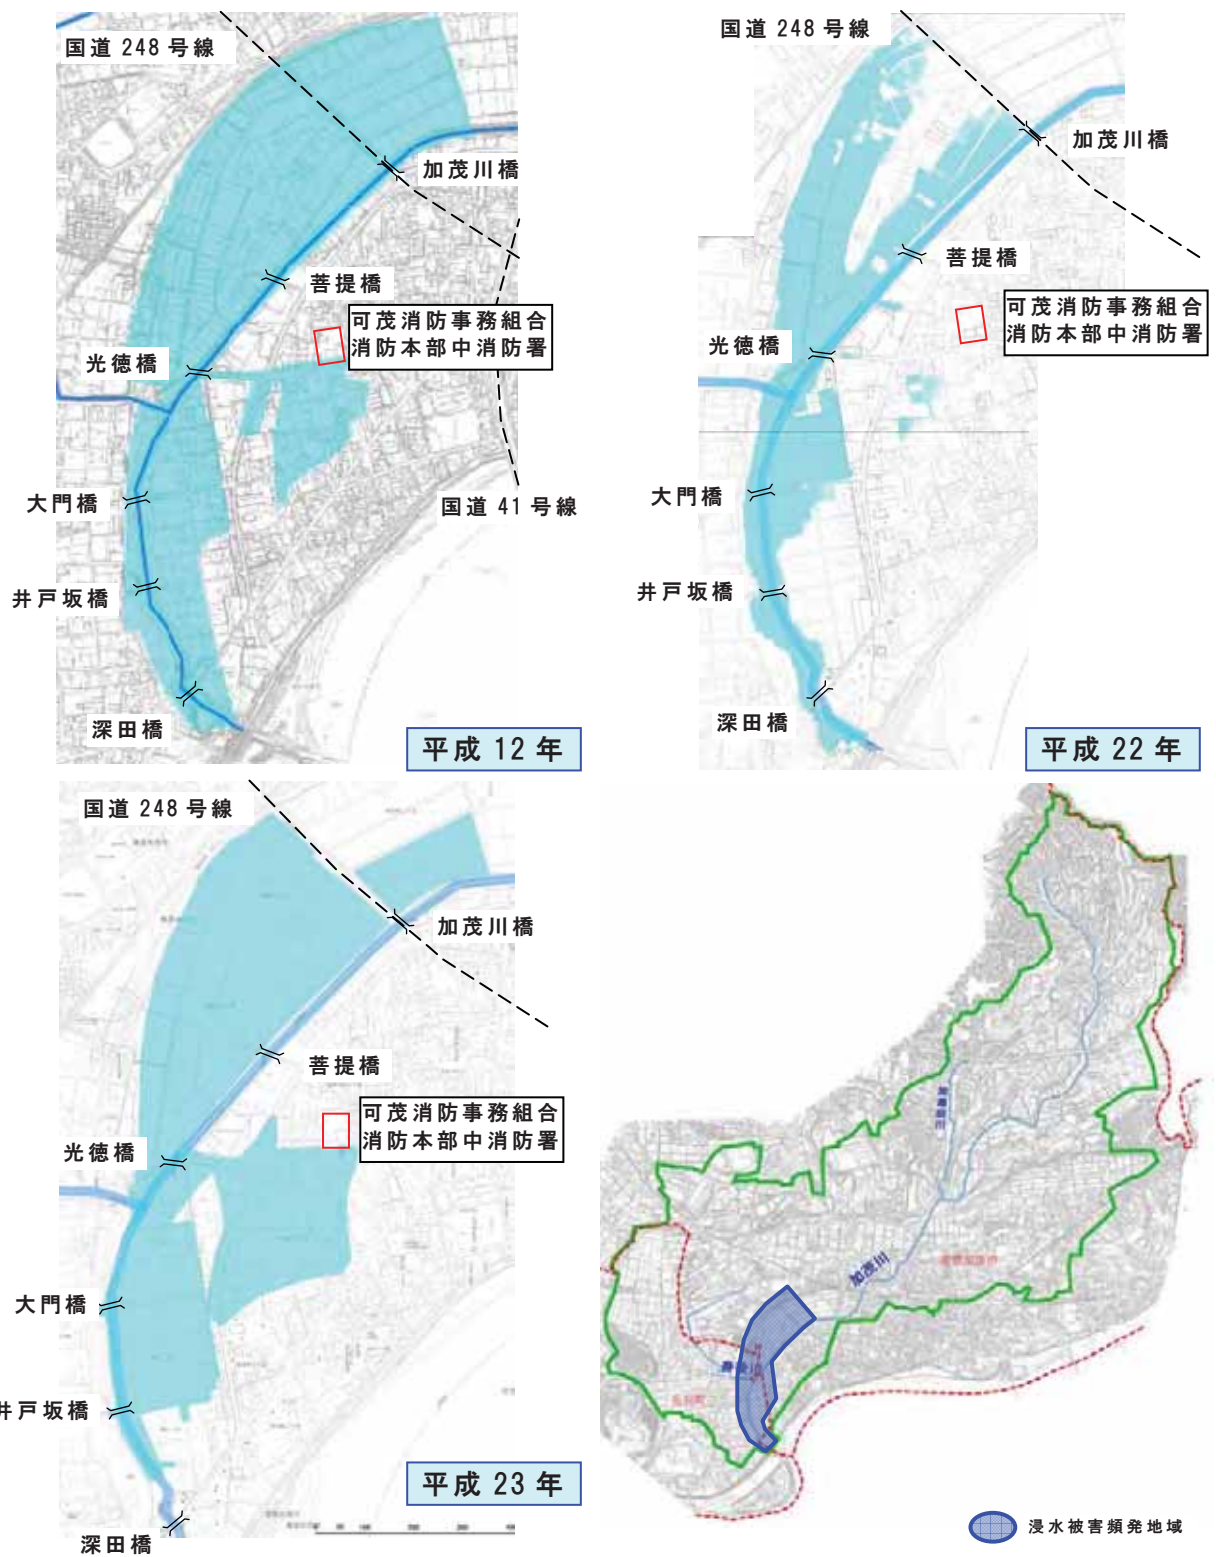 国道 248 号線
加茂川橋
菩提橋
可茂消防事務組合
消防本部中消防署
光徳橋
大門橋
国道 41 号線
井戸坂橋
深田橋
平成 12 年
国道 248 号線
加茂川橋
菩提橋
可茂消防事務組合
消防本部中消防署
光徳橋
大門橋
井戸坂橋
深田橋
平成 22 年
国道 248 号線
加茂川橋
菩提橋
可茂消防事務組合
消防本部中消防署
光徳橋
大門橋
井戸坂橋
平成 23 年
深田橋
加茂川
浸水被害頻発地域